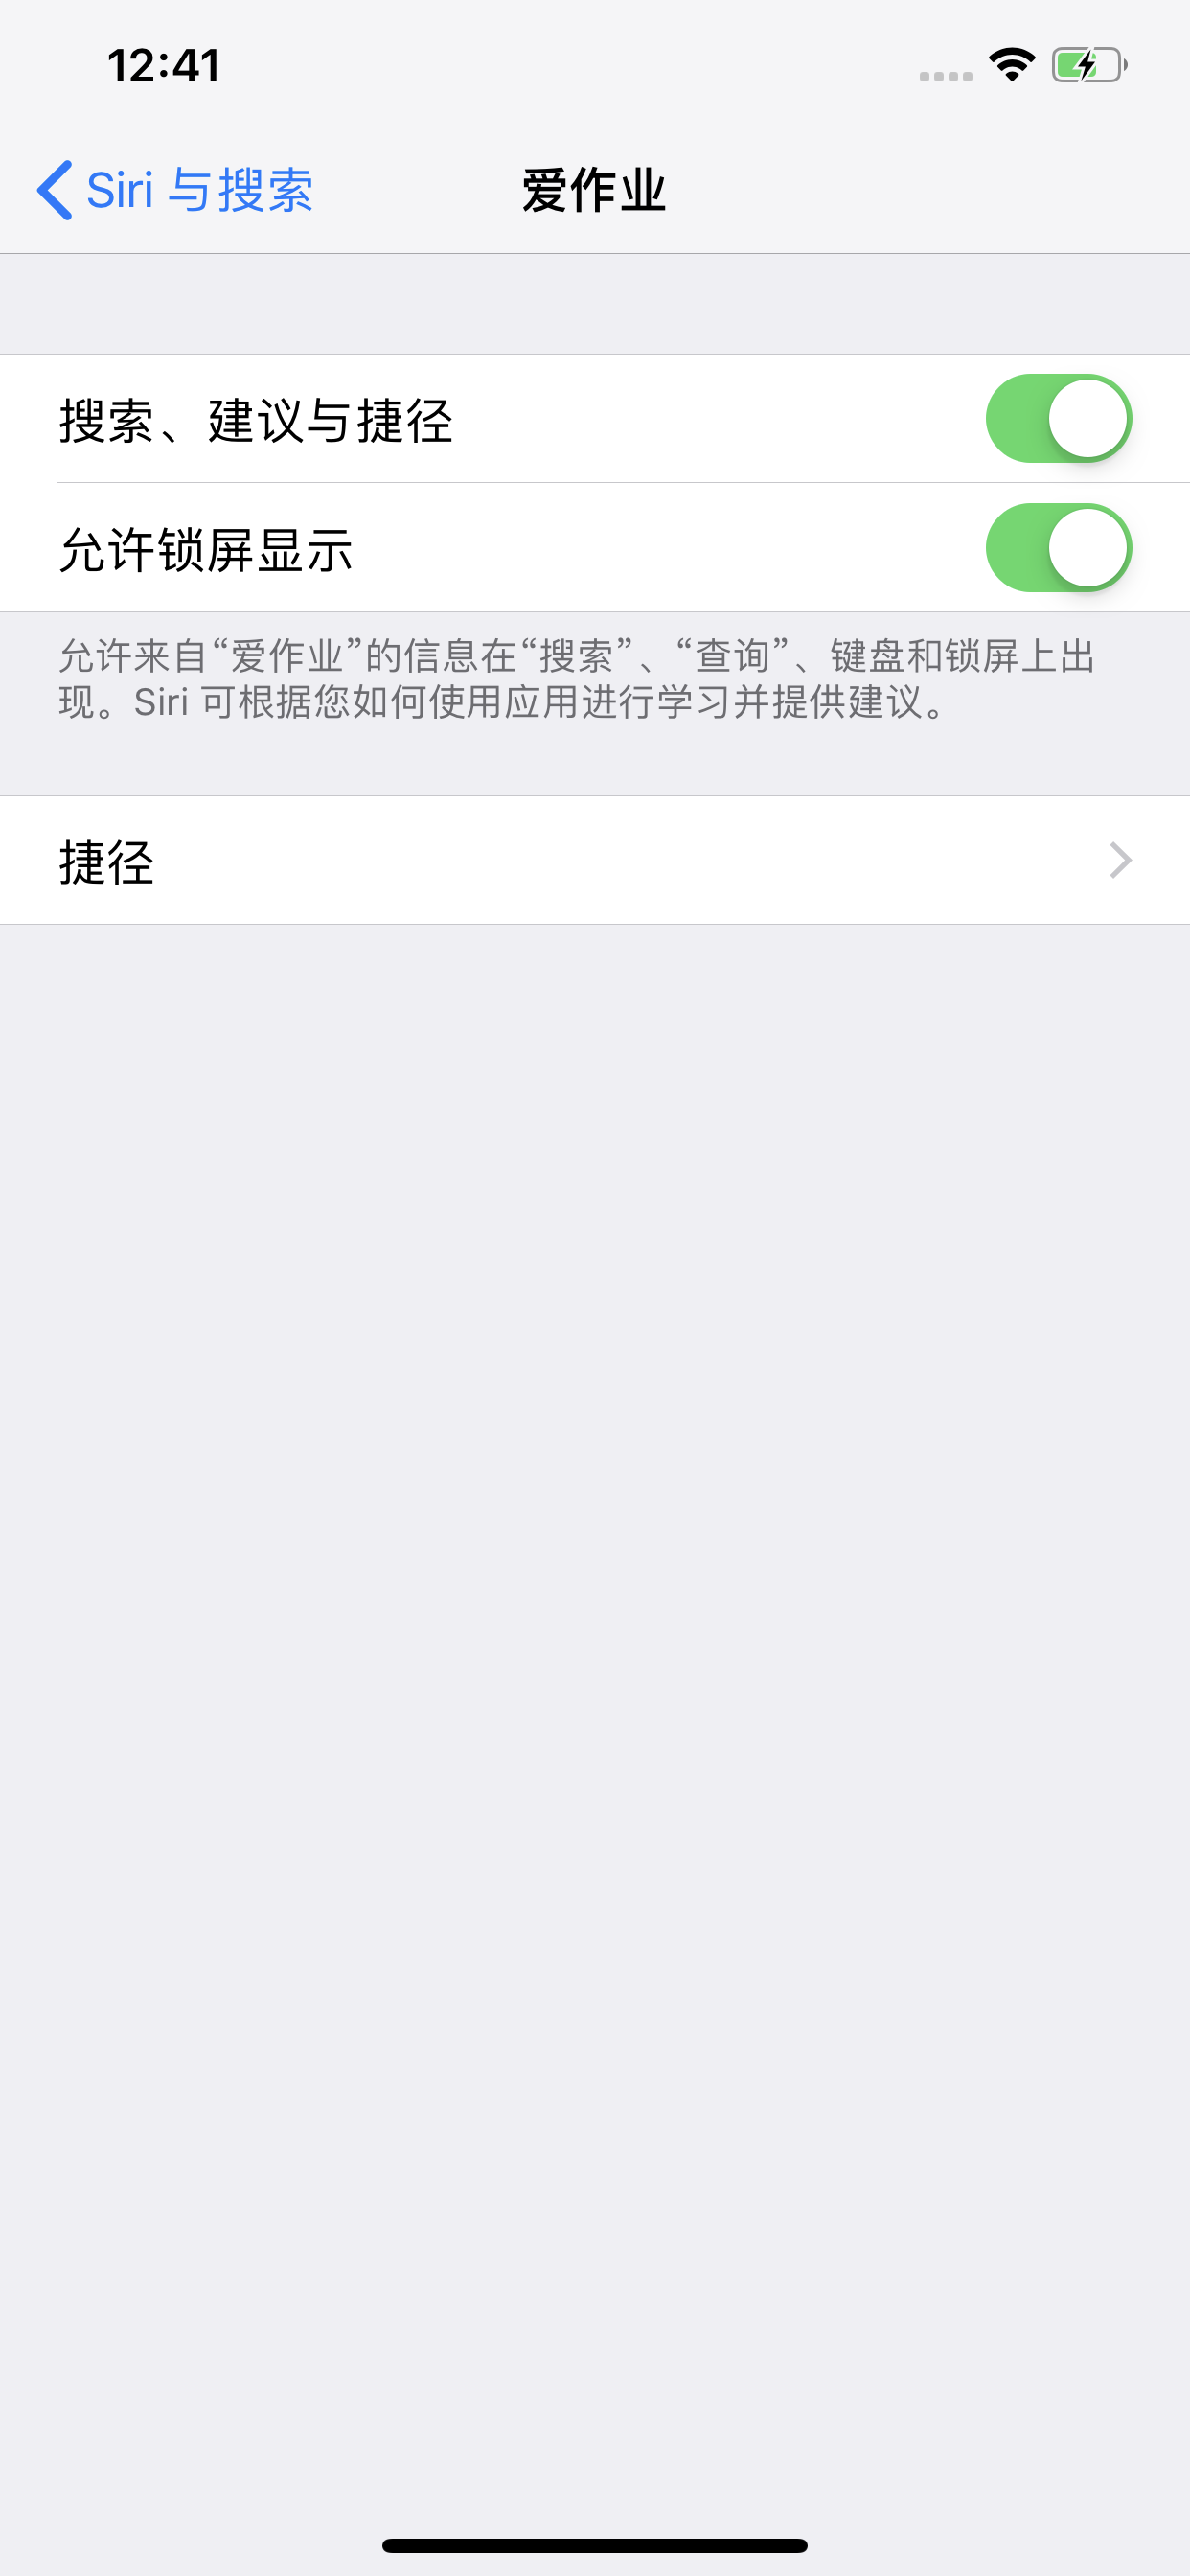 12:41
Siri 与搜索
爱作业
搜索、建议与捷径
允许锁屏显示
允许来自“爱作业”的信息在“搜索”、“查询”、键盘和锁屏上出
现。Siri 可根据您如何使用应用进行学习并提供建议。
捷径